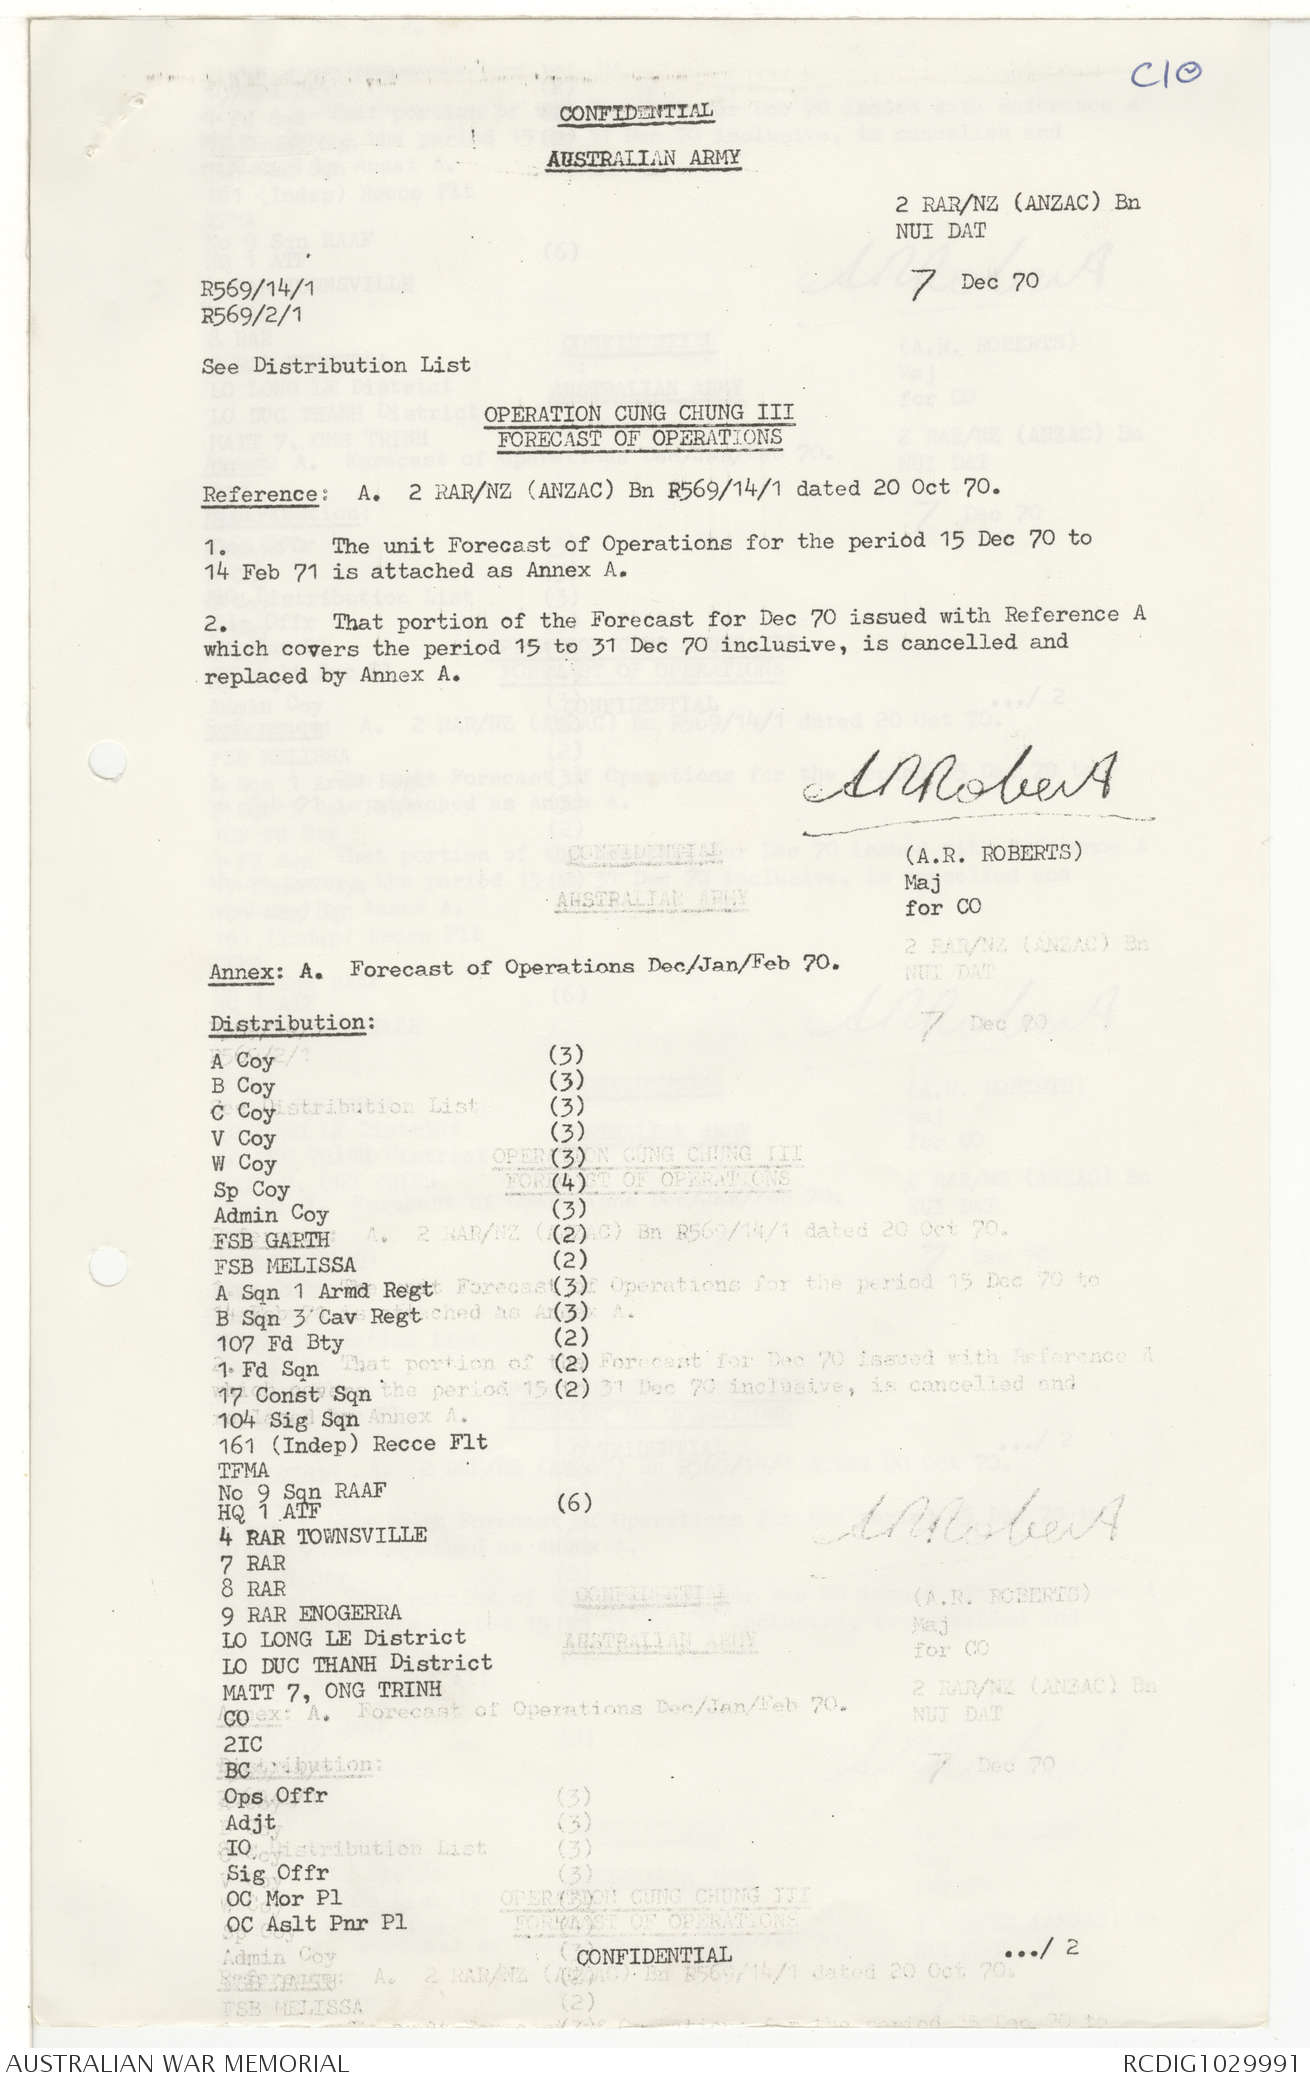 C10
CONFIDENTIAL
AUSTRALIAN ARMY
2 RAR/NZ (ANZAC) Bn
NUI DAT
7 Dec 70
R569/14/1
R569/2/1
See Distribution List
OPERATION CUNG CHUNG III
FORECAST OF OPERATIONS
Reference: A. 2 RAR/NZ (ANZAC) Bn R569/14/1 dated 20 Oct 70.
1. The unit Forecast of Operations for the period 15 Dec 70 to
14 Feb 71 is attached as Annex A.
2. That portion of the Forecast for Dec 70 issued with Reference A
which covers the period 15 to 31 Dec 70 inclusive, is cancelled and
replaced by Annex A.
ARRobert
(A.R. ROBERTS)
Maj
for CO
Annex: A. Forecast of Operations Dec/Jan/Feb 70.
Distribution:
A Coy (3)
B Coy (3)
C Coy (3)
V Coy (3)
W Coy (3)
Sp Coy (4)
Admin Coy (3)
FSB GARTH (2)
FSB MELISSA (2)
A Sqn 1 Armd Regt (3)
B Sqn 3 Cav Regt (3)
107 Fd Bty (2)
1 Fd Sqn (2)
17 Const Sqn (2)
104 Sig Sqn
161 (Indep) Recce Flt
TFMA
No 9 Sqn RAAF
HQ 1 ATF (6)
4 RAR TOWNSVILLE
7 RAR
8 RAR
9 RAR ENOGERRA
LO LONG LE District
LO DUC THANH District
MATT 7, ONG TRINH
CO
2IC
BC
Ops Offr
Adjt
IO
Sig Offr
OC Mor Pl
OC Aslt Pnr Pl
CONFIDENTIAL
.../ 2
AUSTRALIAN WAR MEMORIAL
RCDIG1029991